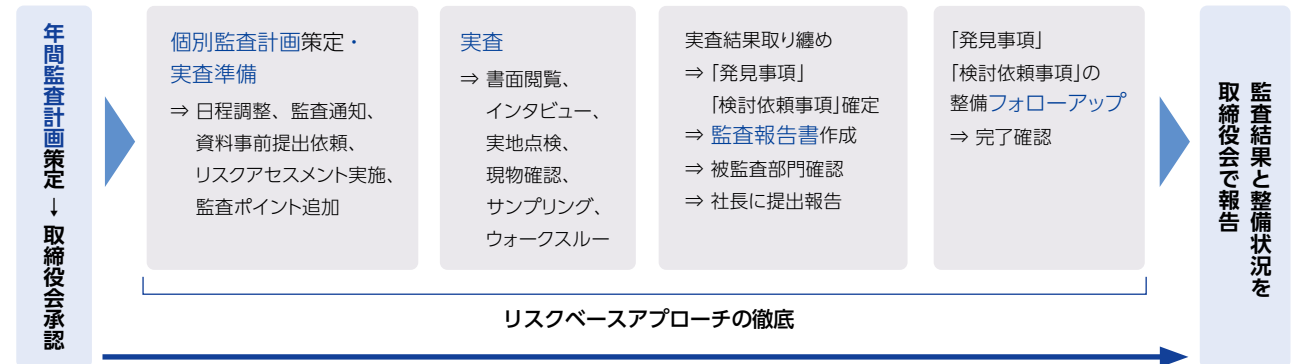 年間監査計画策定 → 取締役会承認
個別監査計画策定・
実査準備
⇒ 日程調整、監査通知、
資料事前提出依頼、
リスクアセスメント実施、
監査ポイント追加
実査
⇒ 書面閲覧、
インタビュー、
実地点検、
現物確認、
サンプリング、
ウォークスルー
実査結果取り纏め
⇒ 「発見事項」
「検討依頼事項」確定
⇒ 監査報告書作成
⇒ 被監査部門確認
⇒ 社長に提出報告
「発見事項」
「検討依頼事項」の
整備フォローアップ
⇒ 完了確認
監査結果と整備状況を
取締役会で報告
リスクベースアプローチの徹底